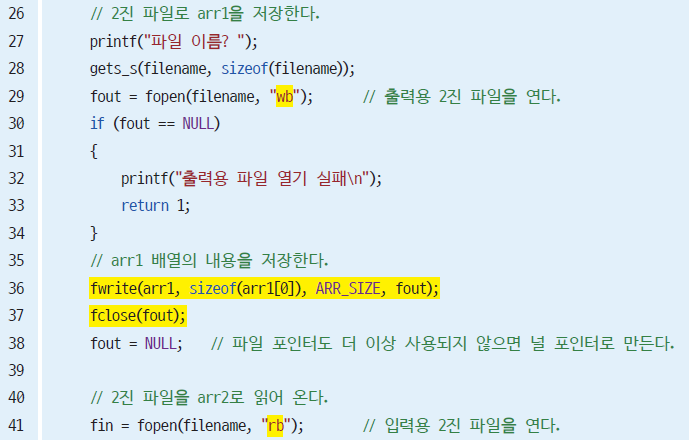 26 // 2진 파일로 arr1을 저장한다.
27 printf("파일 이름? ");
28 gets_s(filename, sizeof(filename));
29 fout = fopen(filename, "wb"); // 출력용 2진 파일을 연다.
30 if (fout == NULL)
31 {
32 printf("출력용 파일 열기 실패\n");
33 return 1;
34 }
35 // arr1 배열의 내용을 저장한다.
36 fwrite(arr1, sizeof(arr1[0]), ARR_SIZE, fout);
37 fclose(fout);
38 fout = NULL; // 파일 포인터도 더 이상 사용되지 않으면 널 포인터로 만든다.
39
40 // 2진 파일을 arr2로 읽어 온다.
41 fin = fopen(filename, "rb"); // 입력용 2진 파일을 연다.